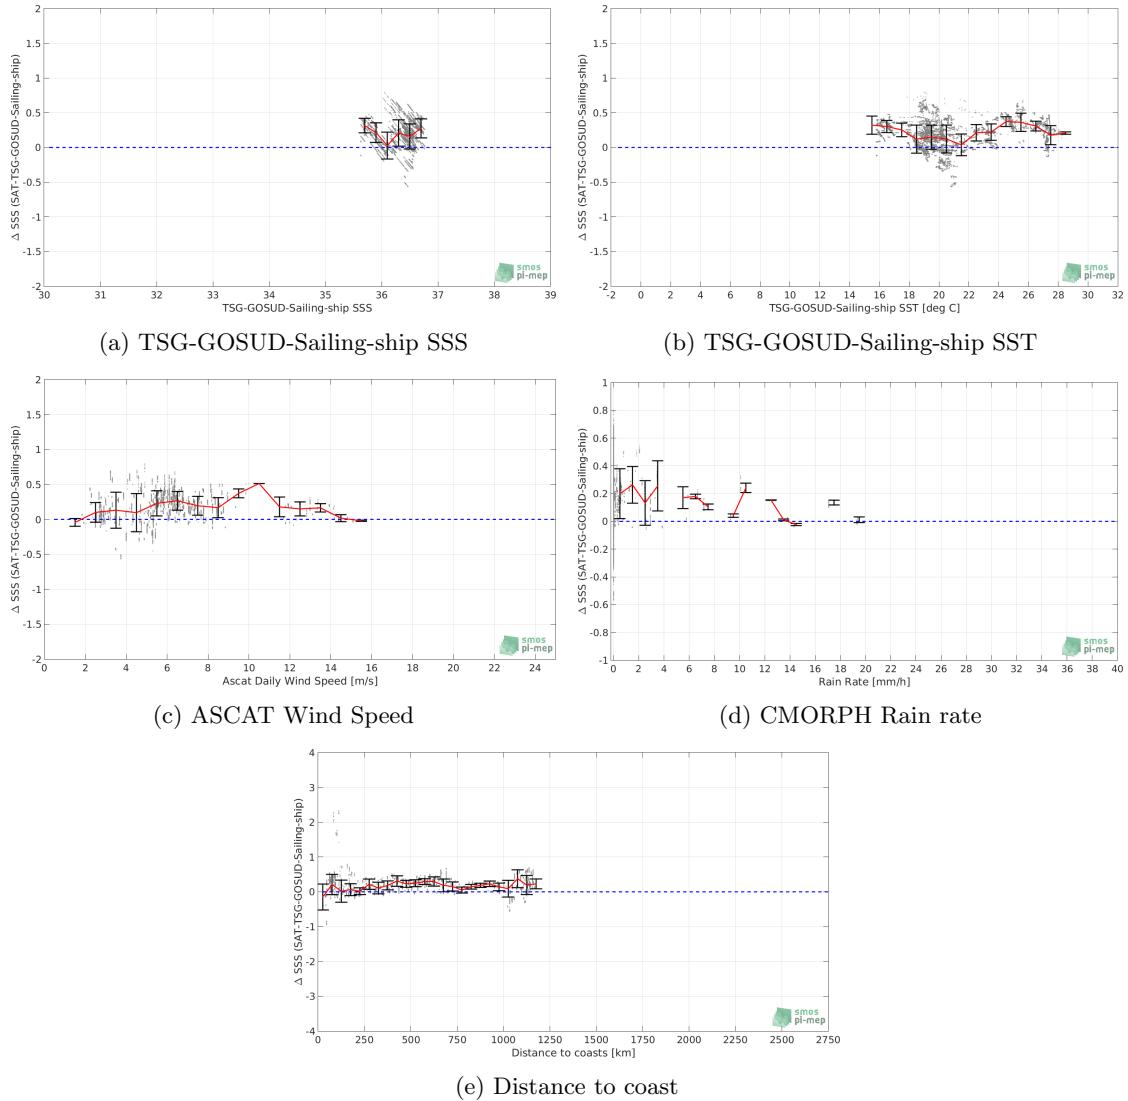 2
1.5
1
0.5
0
-0.5
-1
-1.5
-2
Δ SSS (SAT-TSG-GOSUD-Sailing-ship)
30 31 32 33 34 35 36 37 38 39
TSG-GOSUD-Sailing-ship SSS
smos
pi-mep
(a) TSG-GOSUD-Sailing-ship SSS
2
1.5
1
0.5
0
-0.5
-1
-1.5
-2
Δ SSS (SAT-TSG-GOSUD-Sailing-ship)
-2 0 2 4 6 8 10 12 14 16 18 20 22 24 26 28 30 32
TSG-GOSUD-Sailing-ship SST [deg C]
smos
pi-mep
(b) TSG-GOSUD-Sailing-ship SST
2
1.5
1
0.5
0
-0.5
-1
-1.5
-2
Δ SSS (SAT-TSG-GOSUD-Sailing-ship)
2 4 6 8 10 12 14 16 18 20 22 24
Ascat Daily Wind Speed [m/s]
smos
pi-mep
(c) ASCAT Wind Speed
1
0.8
0.6
0.4
0.2
0
-0.2
-0.4
-0.6
-0.8
-1
Δ SSS (SAT-TSG-GOSUD-Sailing-ship)
0 2 4 6 8 10 12 14 16 18 20 22 24 26 28 30 32 34 36 38 40
Rain Rate [mm/h]
smos
pi-mep
(d) CMORPH Rain rate
4
3
2
1
0
-1
-2
-3
-4
Δ SSS (SAT-TSG-GOSUD-Sailing-ship)
0 250 500 750 1000 1250 1500 1750 2000 2250 2500 2750
Distance to coasts [km]
smos
pi-mep
(e) Distance to coast